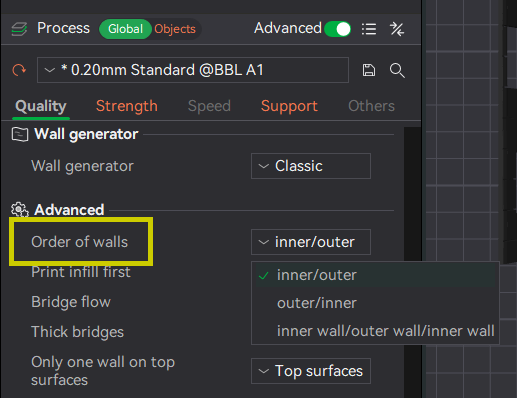 Process Global Objects Advanced
* 0.20mm Standard @BBL A1
Quality Strength Speed Support Others
Wall generator
Wall generator Classic
Advanced
Order of walls inner/outer
Print infill first inner/outer
Bridge flow outer/inner
Thick bridges inner wall/outer wall/inner wall
Only one wall on top
surfaces Top surfaces